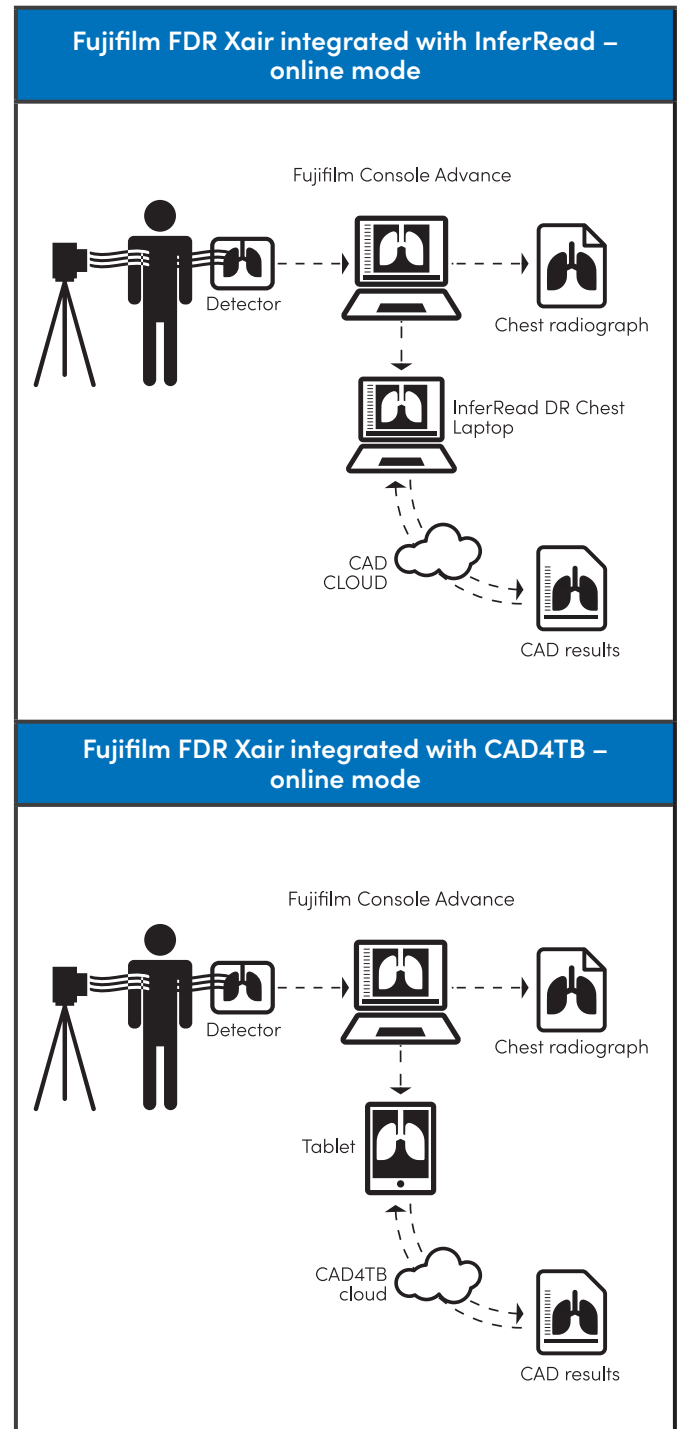 Fujifilm FDR Xair integrated with InferRead –
online mode
Fujifilm Console Advance
Detector
Chest radiograph
InferRead DR Chest
Laptop
CAD
CLOUD
CAD results
Fujifilm FDR Xair integrated with CAD4TB –
online mode
Fujifilm Console Advance
Detector
Chest radiograph
Tablet
CAD4TB
cloud
CAD results